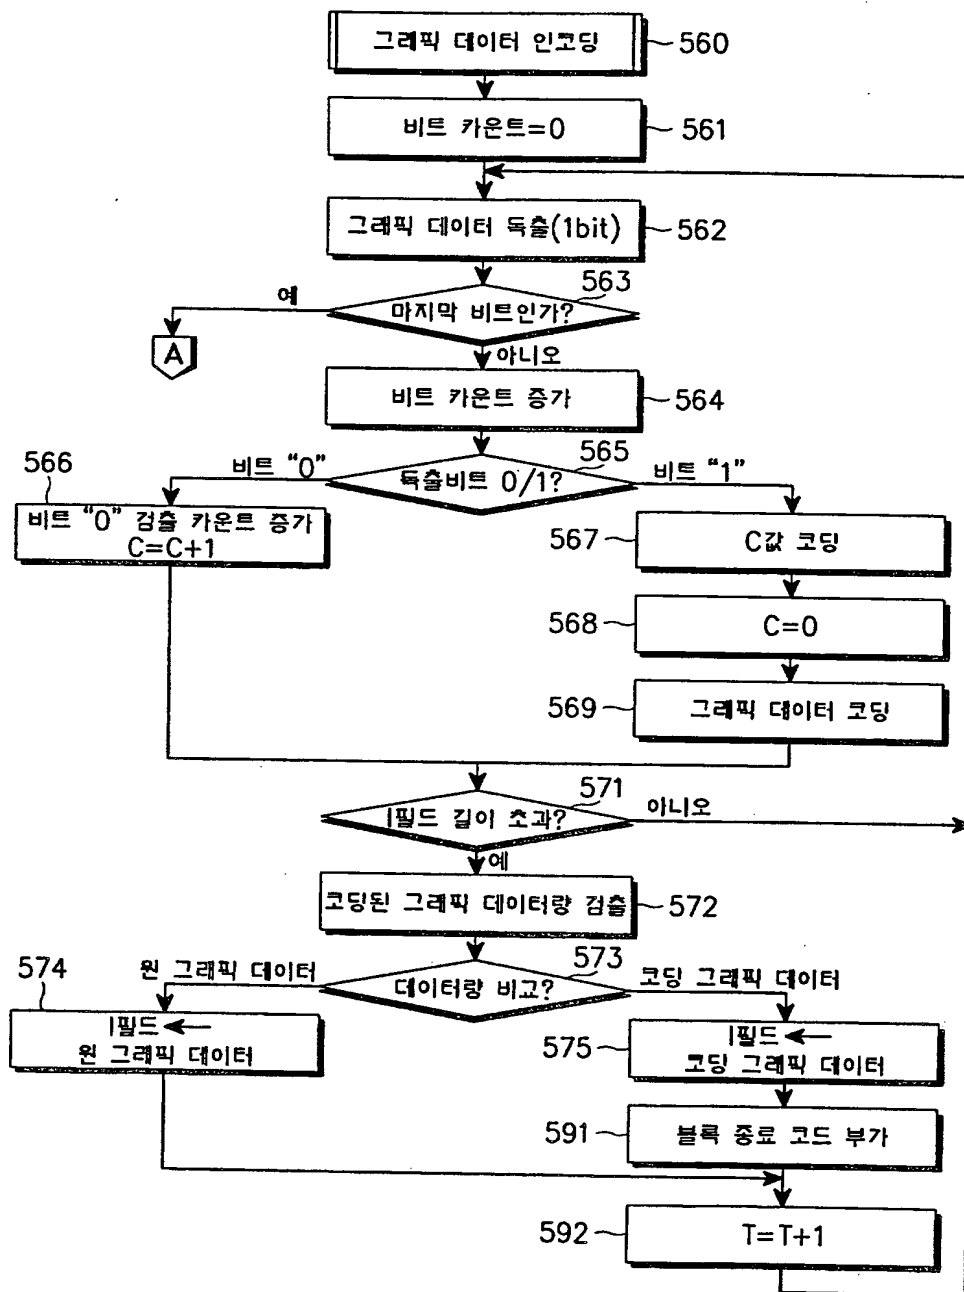 그래픽 데이터 인코딩
560
비트 카운트=0
561
그래픽 데이터 독출(1bit)
562
563
예
마지막 비트인가?
A
아니오
비트 카운트 증가
564
565
566
비트 “0”
독출비트 0/1?
비트 “1”
비트 “0” 검출 카운트 증가
C=C+1
567
C값 코딩
568
C=0
569
그래픽 데이터 코딩
571
I필드 길이 초과?
아니오
예
코딩된 그래픽 데이터량 검출
572
573
574
원 그래픽 데이터
데이터량 비교?
코딩 그래픽 데이터
I필드 ←
원 그래픽 데이터
575
I필드 ←
코딩 그래픽 데이터
591
블록 종료 코드 부가
592
T=T+1